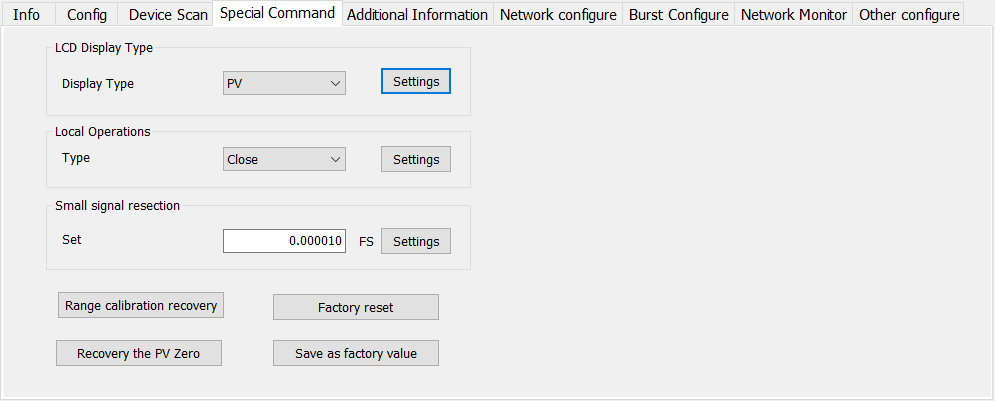 Info Config Device Scan Special Command Additional Information Network configure Burst Configure Network Monitor Other configure
LCD Display Type
Display Type PV Settings
Local Operations
Type Close Settings
Small signal resection
Set 0.000010 FS Settings
Range calibration recovery Factory reset
Recovery the PV Zero Save as factory value